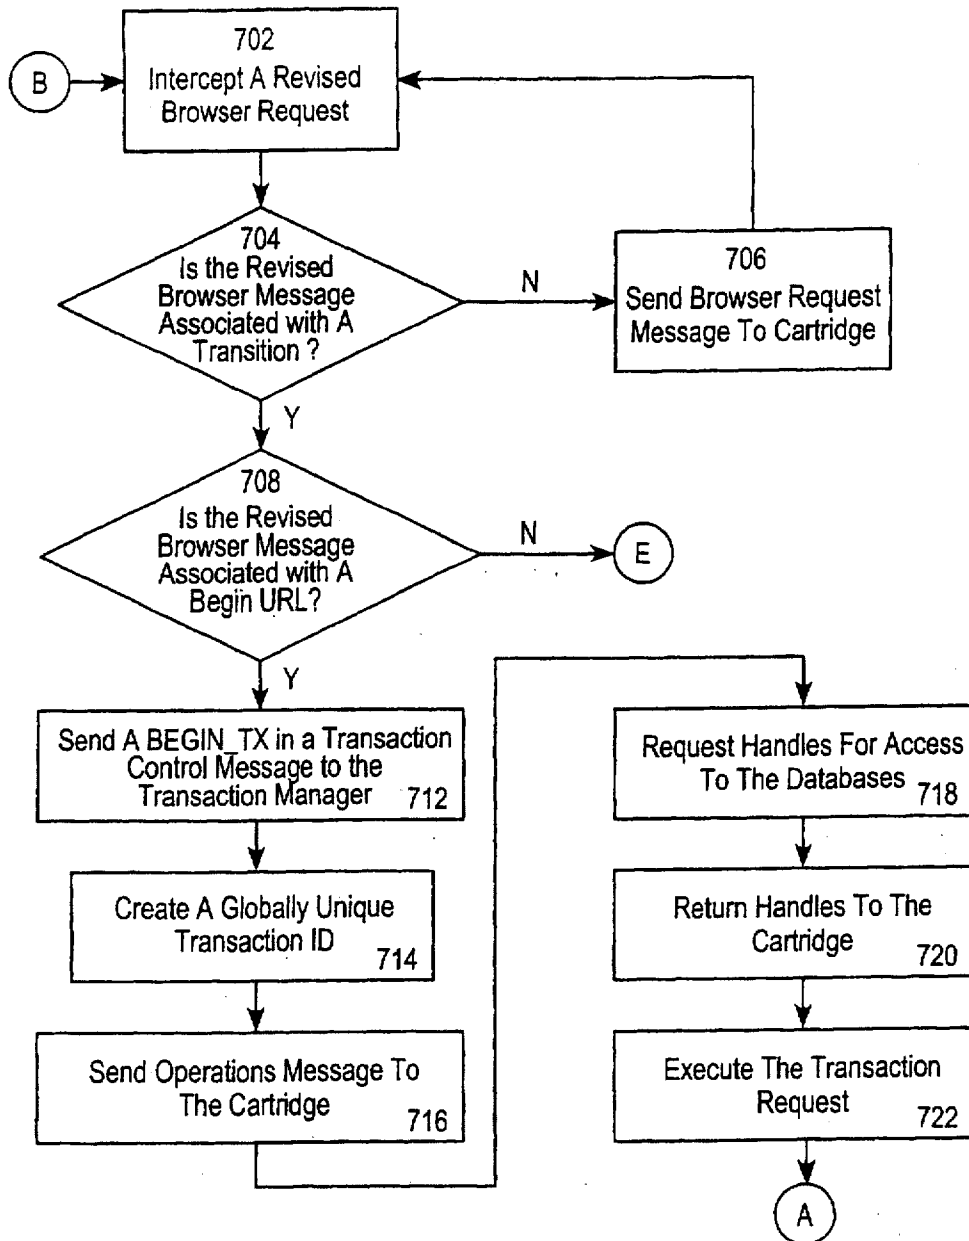 702
Intercept A Revised
Browser Request
B
704
Is the Revised
Browser Message
Associated with A
Transition ?
N
706
Send Browser Request
Message To Cartridge
Y
708
Is the Revised
Browser Message
Associated with A
Begin URL?
N
E
Y
Send A BEGIN_TX in a Transaction
Control Message to the
Transaction Manager 712
Create A Globally Unique
Transaction ID
714
Send Operations Message To
The Cartridge
716
Request Handles For Access
To The Databases
718
Return Handles To The
Cartridge
720
Execute The Transaction
Request
722
A